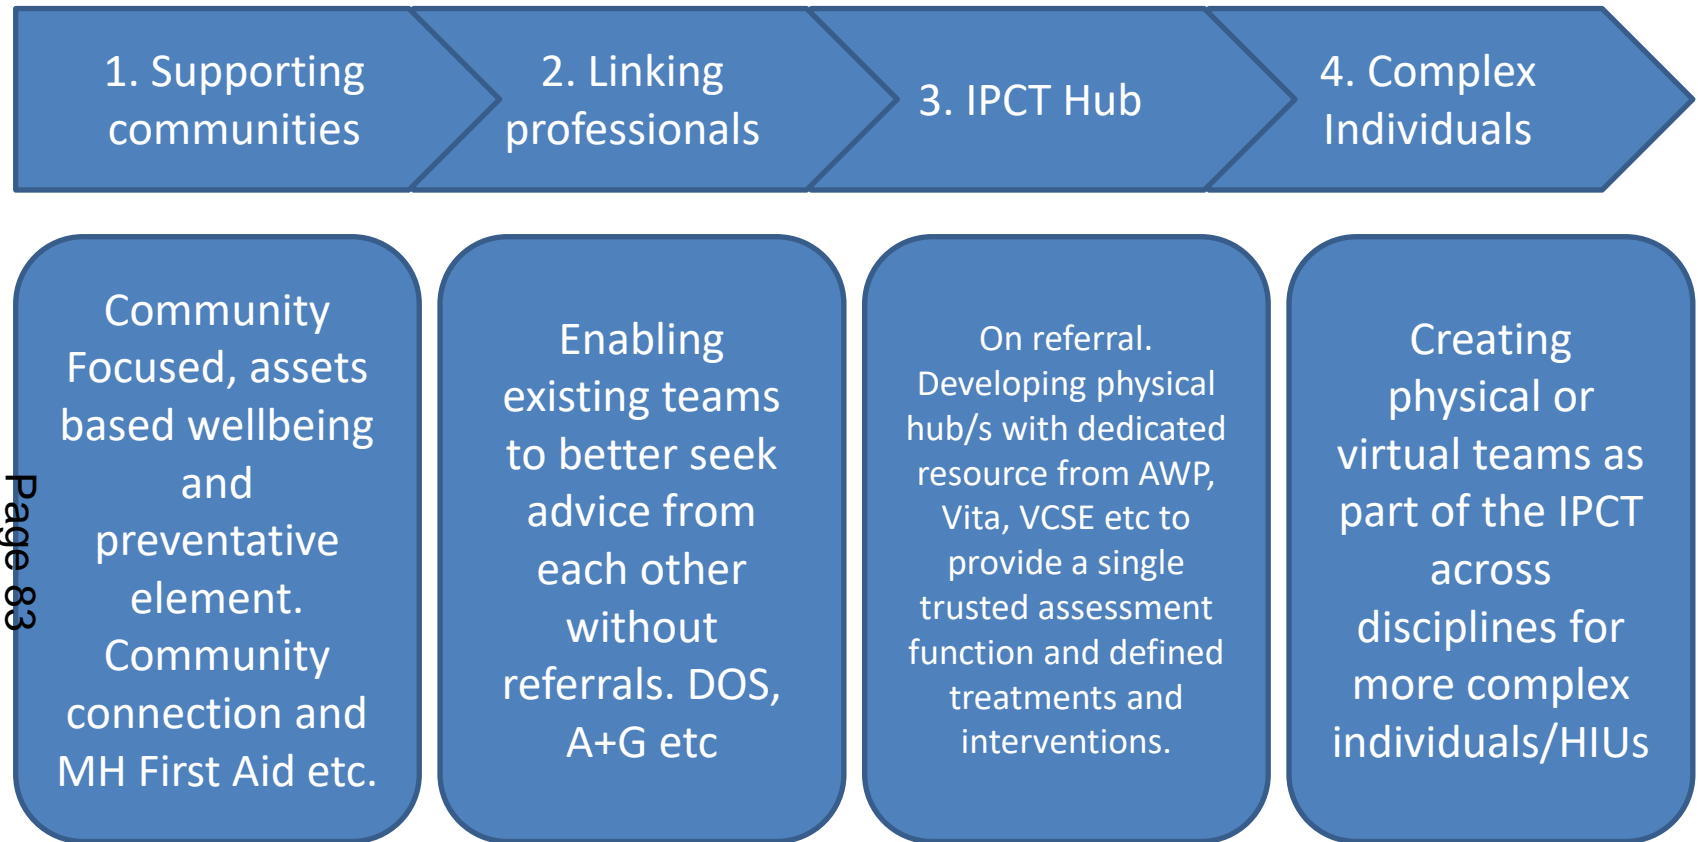 1. Supporting
communities
2. Linking
professionals
3. IPCT Hub
4. Complex
Individuals
Community
Focused, assets
based wellbeing
and
preventative
element.
Community
connection and
MH First Aid etc.
Enabling
existing teams
to better seek
advice from
each other
without
referrals. DOS,
A+G etc
On referral.
Developing physical
hub/s with dedicated
resource from AWP,
Vita, VCSE etc to
provide a single
trusted assessment
function and defined
treatments and
interventions.
Creating
physical or
virtual teams as
part of the IPCT
across
disciplines for
more complex
individuals/HIUs
Page 83